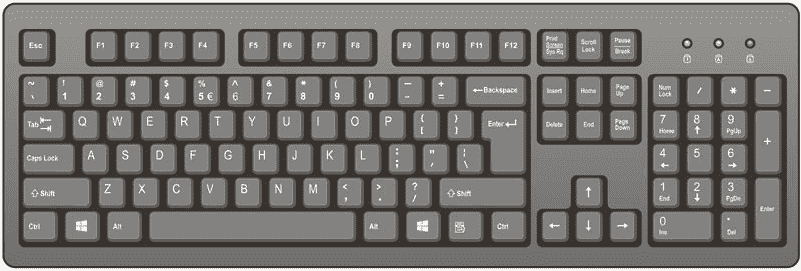 Esc F1 F2 F3 F4 F5 F6 F7 F8 F9 F10 F11 F12 Print Screen Sys Rq Scroll Lock Pause Break
~ ! @ # $ % ^ & * ( ) — +
` 1 2 3 4 5 € 6 7 8 9 0 - = ←Backspace Insert Home Page Up Num Lock / * −
Tab Q W E R T Y U I O P { [ } ] Enter Delete End Page Down 7 Home 8 ↑ 9 PgUp +
Caps Lock A S D F G H J K L : ; " ' | \ 4 ← 5 6 →
⇧ Shift Z X C V B N M < , > . ? / ⇧ Shift ↑ 1 End 2 ↓ 3 PgDn Enter
Ctrl Alt Alt Ctrl ← ↓ → 0 Ins . Del